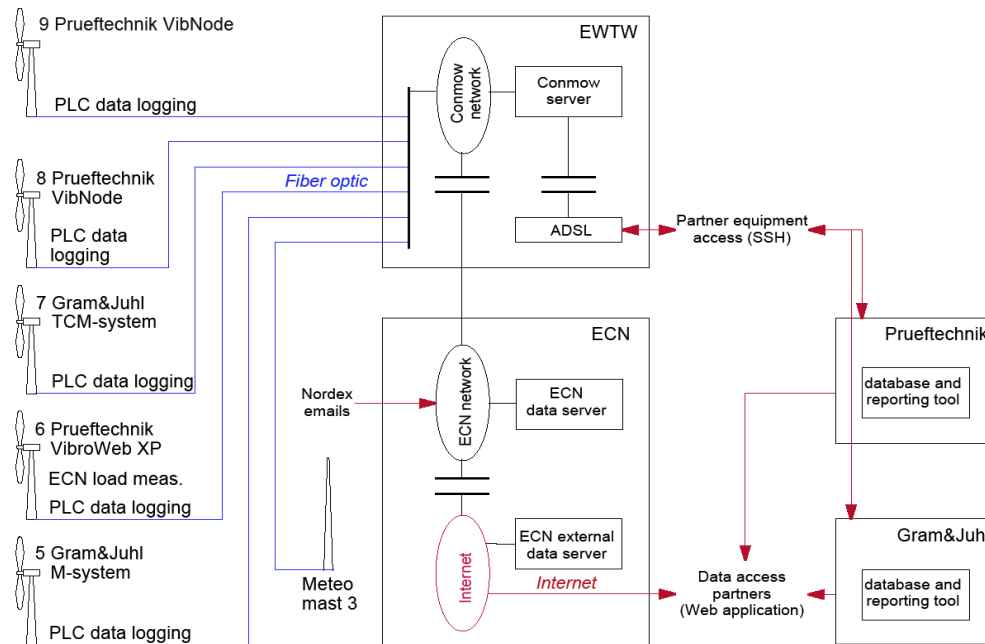 9 Prueftechnik VibNode
PLC data logging
8 Prueftechnik
VibNode
PLC data
logging
7 Gram&Juhl
TCM-system
PLC data logging
6 Prueftechnik
VibroWeb XP
ECN load meas.
PLC data logging
5 Gram&Juhl
M-system
PLC data logging
Fiber optic
Meteo
mast 3
EWTW
Conmow
network
Conmow
server
ADSL
Partner equipment
access (SSH)
ECN
Nordex
emails
ECN network
ECN
data server
Internet
ECN external
data server
Internet
Data access
partners
(Web application)
Prueftechnik
database and
reporting tool
Gram&Juhl
database and
reporting tool